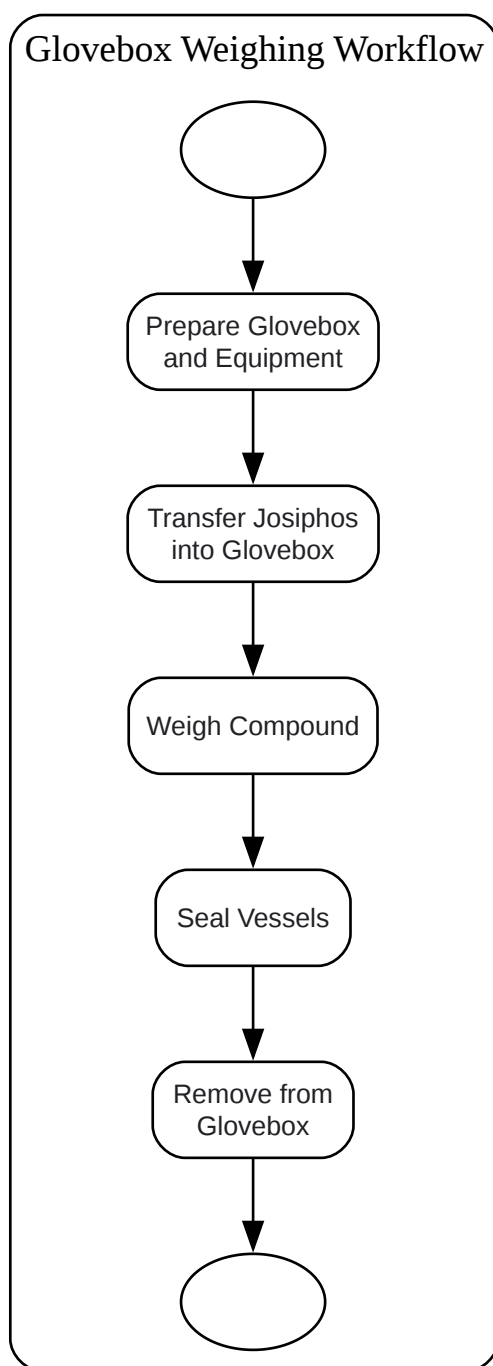 Glovebox Weighing Workflow
Prepare Glovebox
and Equipment
Transfer Josiphos
into Glovebox
Weigh Compound
Seal Vessels
Remove from
Glovebox